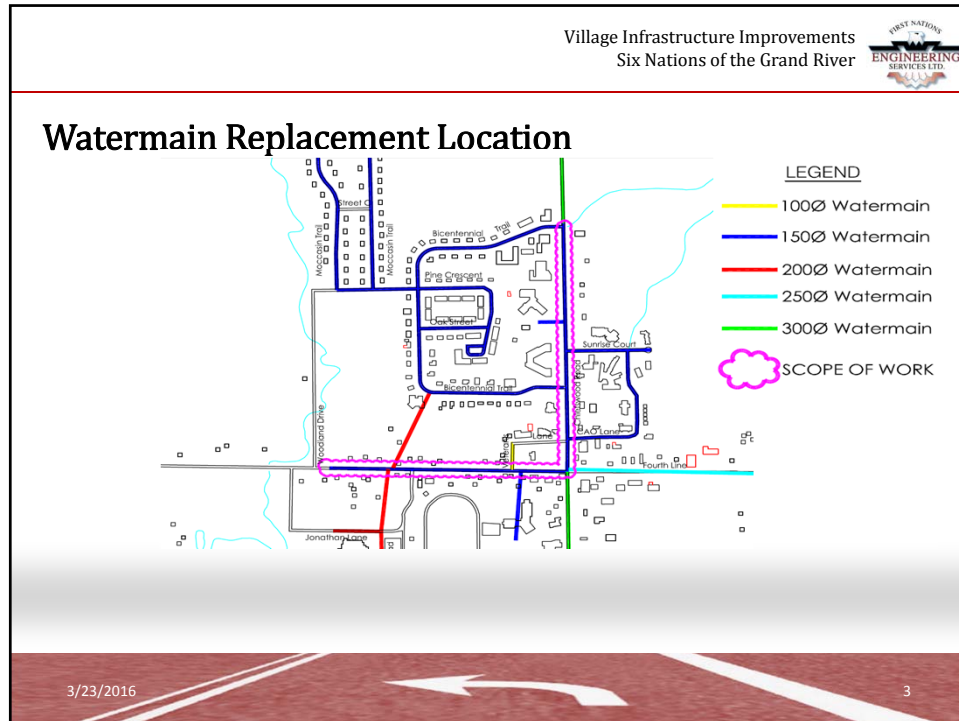 Village Infrastructure Improvements
Six Nations of the Grand River
FIRST NATIONS
ENGINEERING
SERVICES LTD.
Watermain Replacement Location
LEGEND
100Ø Watermain
150Ø Watermain
200Ø Watermain
250Ø Watermain
300Ø Watermain
SCOPE OF WORK
Street C
Moccasin Trail
Moccasin Trail
Bicentennial Trail
Pine Crescent
Oak Street
Sunrise Court
Bicentennial Trail
Woodland Drive
Lane
CAO Lane
Fourth Line
Jonathan Lane
3/23/2016
3